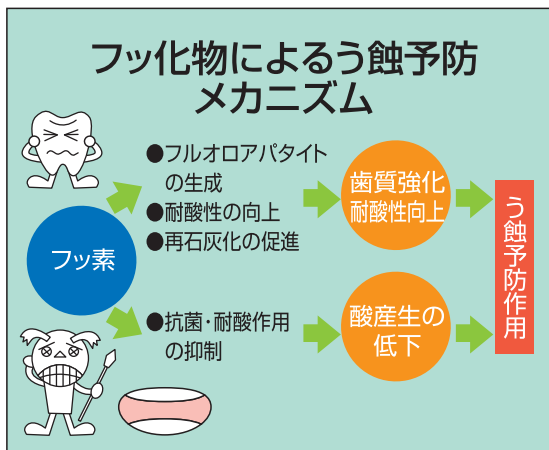 フッ化物によるう蝕予防
メカニズム
●フルオロアパタイト
の生成
●耐酸性の向上
●再石灰化の促進
歯質強化
耐酸性向上
フッ素
●抗菌・耐酸作用
の抑制
酸産生の
低下
う蝕予防作用